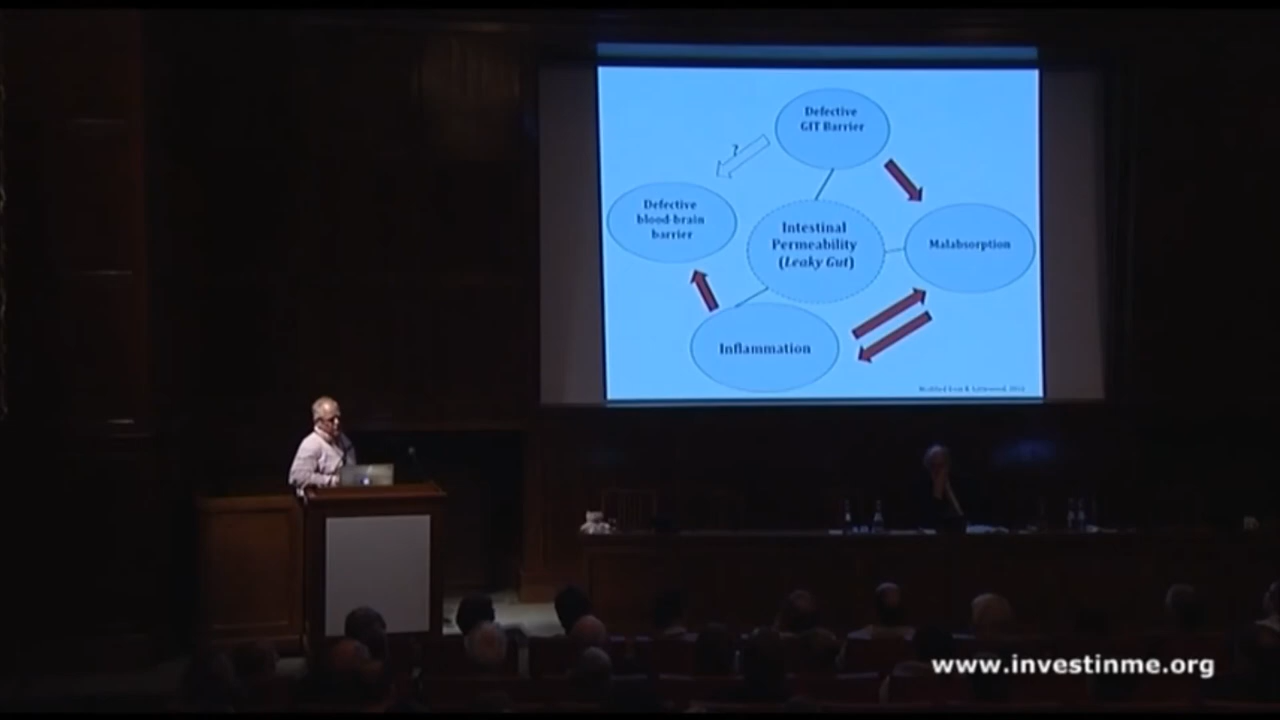 Defective
GIT Barrier
?
Defective
blood-brain
barrier
Intestinal
Permeability
(Leaky Gut)
Malabsorption
Inflammation
www.investinme.org